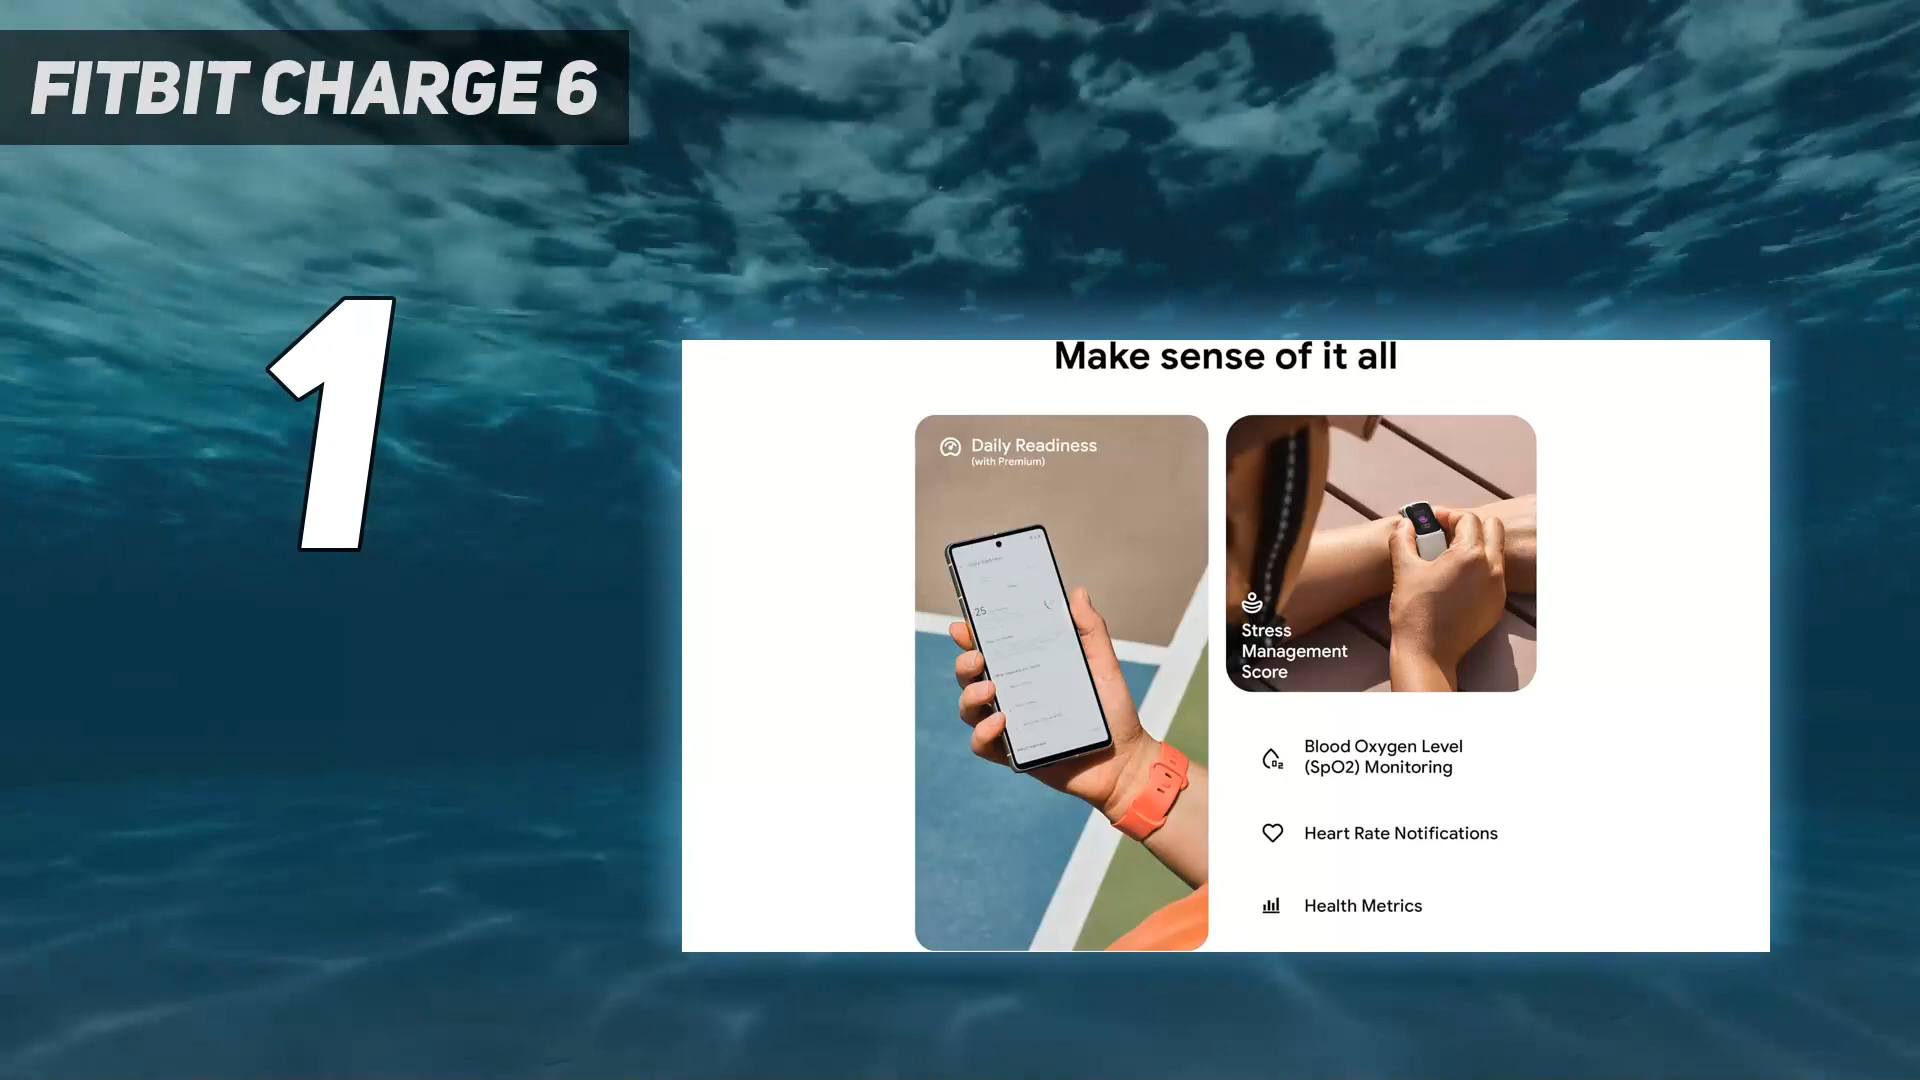 FITBIT CHARGE 6
1
Make sense of it all
Daily Readiness
(with Premium)
25
Stress
Management
Score
Blood Oxygen Level
(SpO2) Monitoring
Heart Rate Notifications
Health Metrics